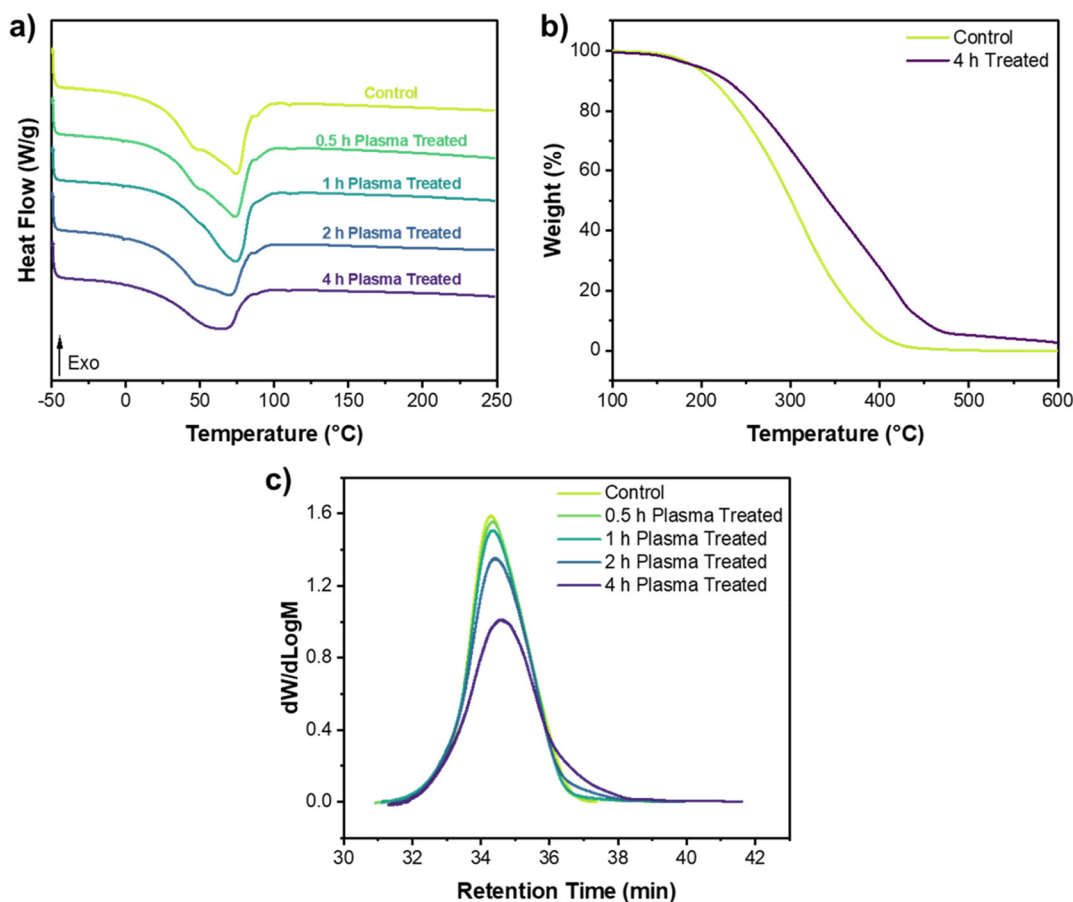 a)
Heat Flow (W/g)
Control
0.5 h Plasma Treated
1 h Plasma Treated
2 h Plasma Treated
4 h Plasma Treated
Exo
-50 0 50 100 150 200 250
Temperature (°C)
b)
Weight (%)
Control
4 h Treated
100
80
60
40
20
0
100 200 300 400 500 600
Temperature (°C)
c)
dW/dLogM
Control
0.5 h Plasma Treated
1 h Plasma Treated
2 h Plasma Treated
4 h Plasma Treated
1.6
1.2
0.8
0.4
0.0
30 32 34 36 38 40 42
Retention Time (min)